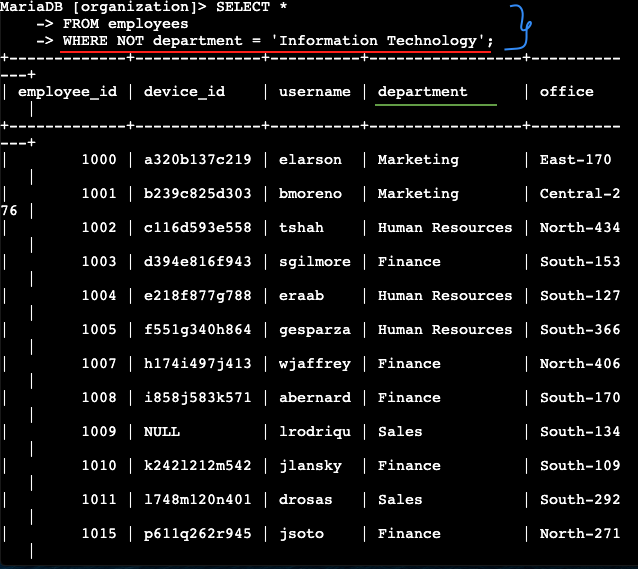 MariaDB [organization]> SELECT *
    -> FROM employees
    -> WHERE NOT department = 'Information Technology';
+-------------+--------------+----------+-----------------+----------
---+
| employee_id | device_id    | username | department      | office
   |
+-------------+--------------+----------+-----------------+----------
---+
|        1000 | a320b137c219 | elarson  | Marketing       | East-170
   |
|        1001 | b239c825d303 | bmoreno  | Marketing       | Central-2
76 |
|        1002 | c116d593e558 | tshah    | Human Resources | North-434
   |
|        1003 | d394e816f943 | sgilmore | Finance         | South-153
   |
|        1004 | e218f877g788 | eraab    | Human Resources | South-127
   |
|        1005 | f551g340h864 | gesparza | Human Resources | South-366
   |
|        1007 | h174i497j413 | wjaffrey | Finance         | North-406
   |
|        1008 | i858j583k571 | abernard | Finance         | South-170
   |
|        1009 | NULL         | lrodriqu | Sales           | South-134
   |
|        1010 | k242l212m542 | jlansky  | Finance         | South-109
   |
|        1011 | l748m120n401 | drosas   | Sales           | South-292
   |
|        1015 | p611q262r945 | jsoto    | Finance         | North-271
   |